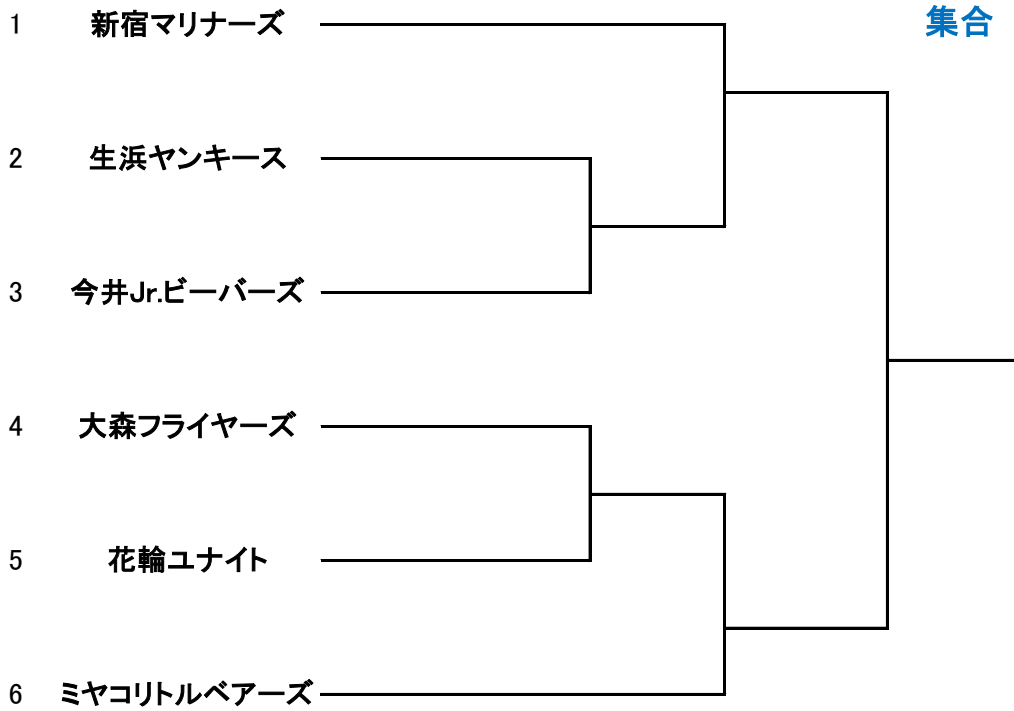 1 新宿マリナーズ 集合
2 生浜ヤンキース
3 今井Jr.ビーバーズ
4 大森フライヤーズ
5 花輪ユナイト
6 ミヤコリトルベアーズ